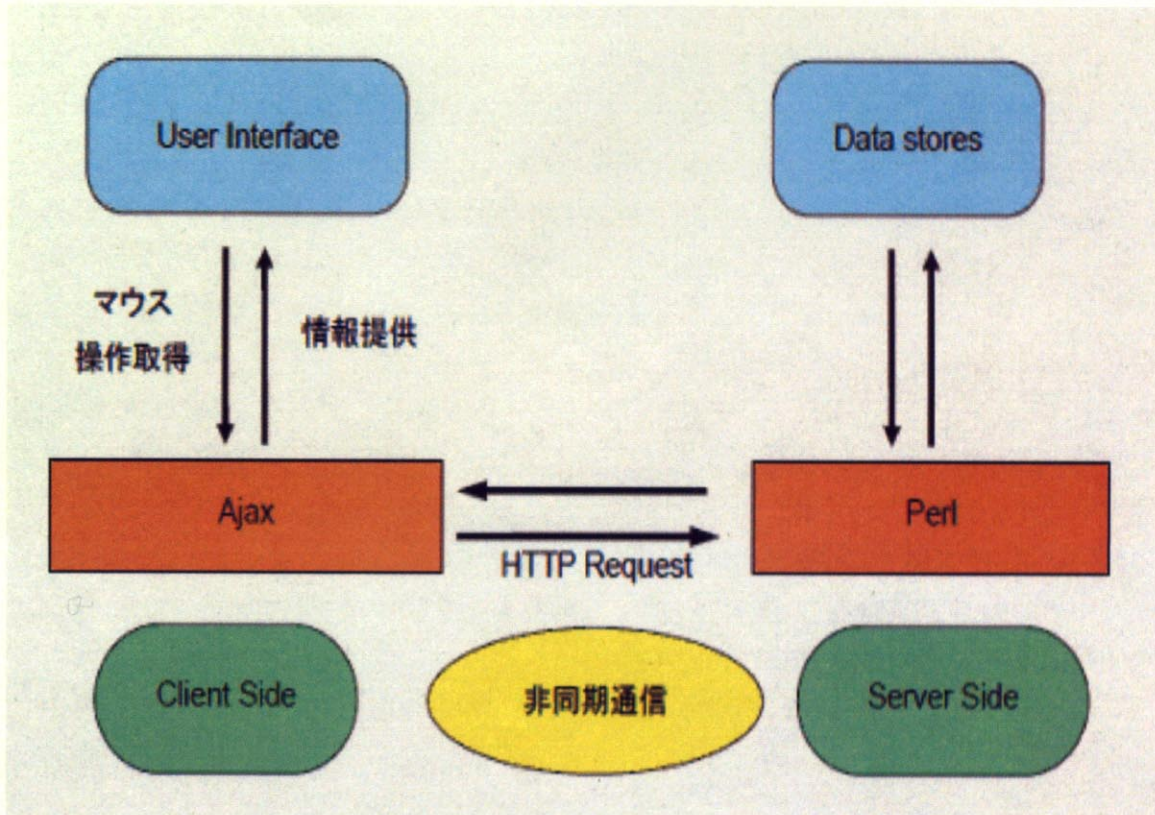 User Interface
Data stores
マウス
操作取得
情報提供
Ajax
Perl
HTTP Request
Client Side
非同期通信
Server Side